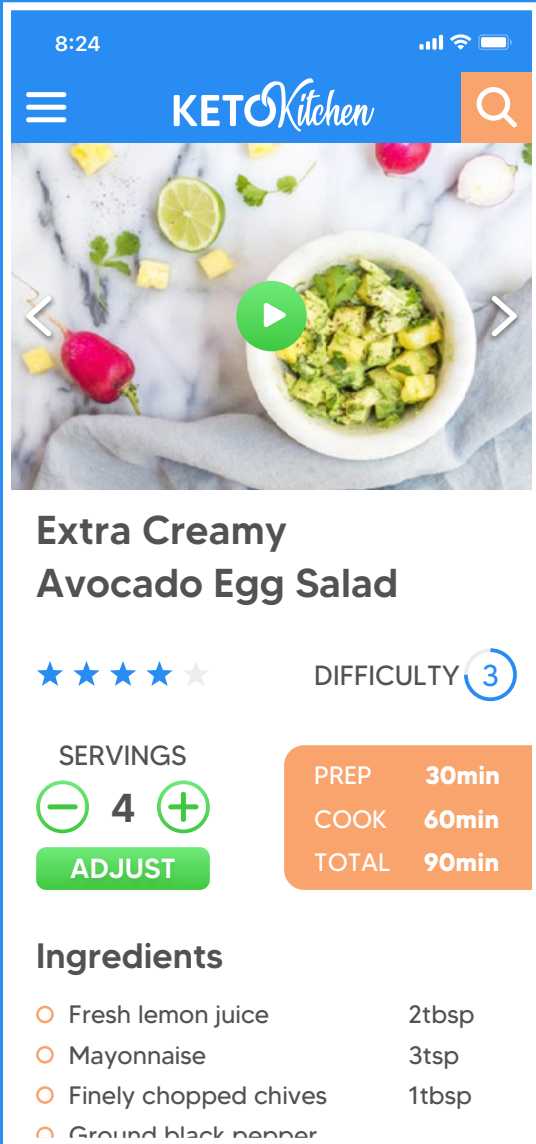 8:24
KETOKitchen
Extra Creamy
Avocado Egg Salad
DIFFICULTY 3
SERVINGS
4
ADJUST
PREP 30min
COOK 60min
TOTAL 90min
Ingredients
Fresh lemon juice 2tbsp
Mayonnaise 3tsp
Finely chopped chives 1tbsp
Ground black pepper